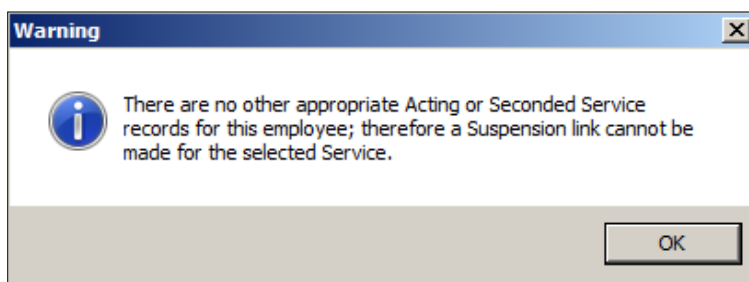 Warning
There are no other appropriate Acting or Seconded Service
records for this employee; therefore a Suspension link cannot be
made for the selected Service.
OK